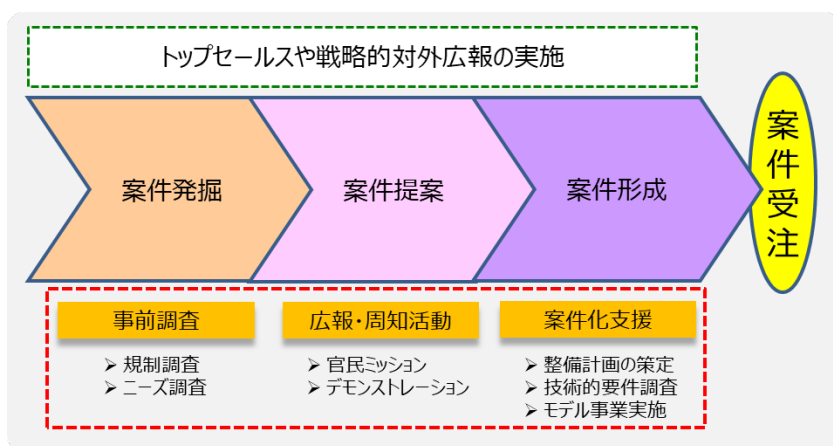 トップセールスや戦略的対外広報の実施
案件発掘
案件提案
案件形成
案件受注
事前調査
➢ 規制調査
➢ ニーズ調査
広報・周知活動
➢ 官民ミッション
➢ デモンストレーション
案件化支援
➢ 整備計画の策定
➢ 技術的要件調査
➢ モデル事業実施